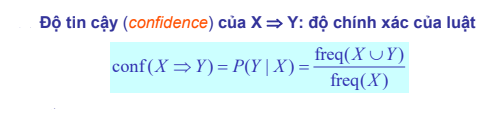 Độ tin cậy (confidence) của X ⇒ Y: độ chính xác của luật
conf(X ⇒ Y) = P(Y | X) = freq(X ∪ Y) / freq(X)